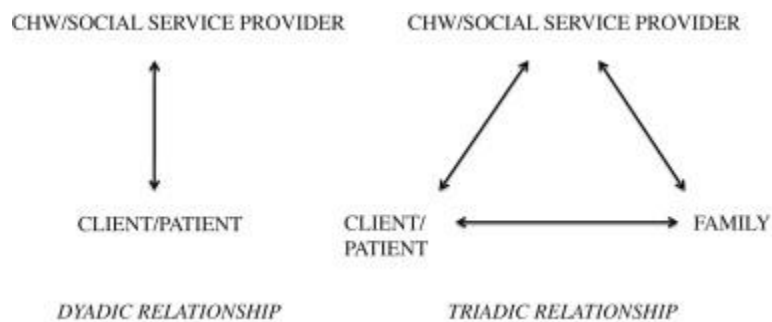 CHW/SOCIAL SERVICE PROVIDER
CLIENT/PATIENT
DYADIC RELATIONSHIP
CHW/SOCIAL SERVICE PROVIDER
CLIENT/
PATIENT
FAMILY
TRIADIC RELATIONSHIP